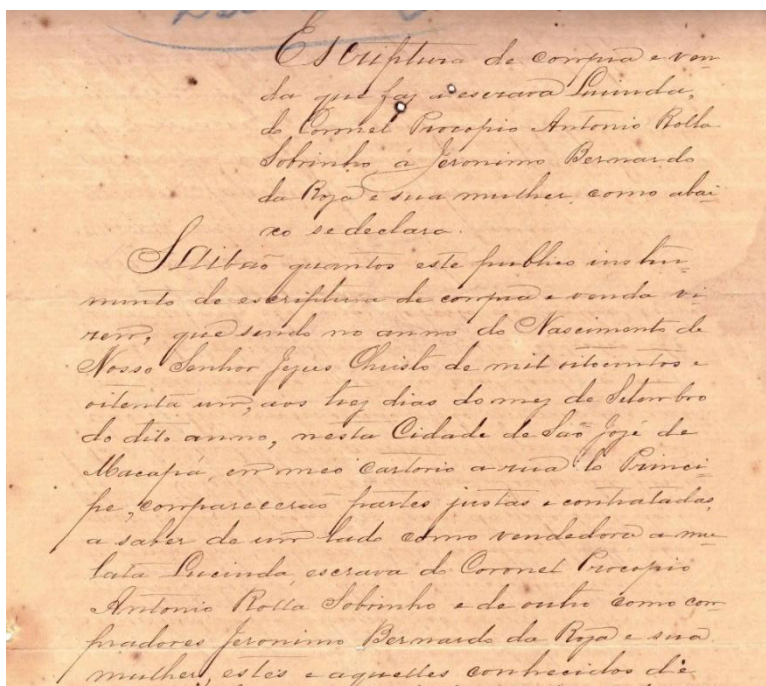 Escriptura de compra e ven-
da que faz a escrava Lucinda,
do Coronel Procopio Antonio Rolla
Sobrinho á Jeronimo Bernardo
da Roza e sua mulher, como abai-
xo se declara.
Saibão quantos este publico instru-
mento de escriptura de compra e venda vi
rem, que sendo no anno do Nascimento de
Nosso Senhor Jezus Christo de mil oitocentos e
oitenta um, aos trez dias do mez de Setembro
do dito anno, nesta Cidade de São José de
Macapá, em meo cartorio a rua do Princi-
pe, comparecerão partes justas e contratadas,
a saber de um lado como vendedora a mu
lata Lucinda, escrava do Coronel Procopio
Antonio Rolla Sobrinho e de outro como com
pradores Jeronimo Bernardo da Roza e sua
mulher, estes e aquelles conhecidos de